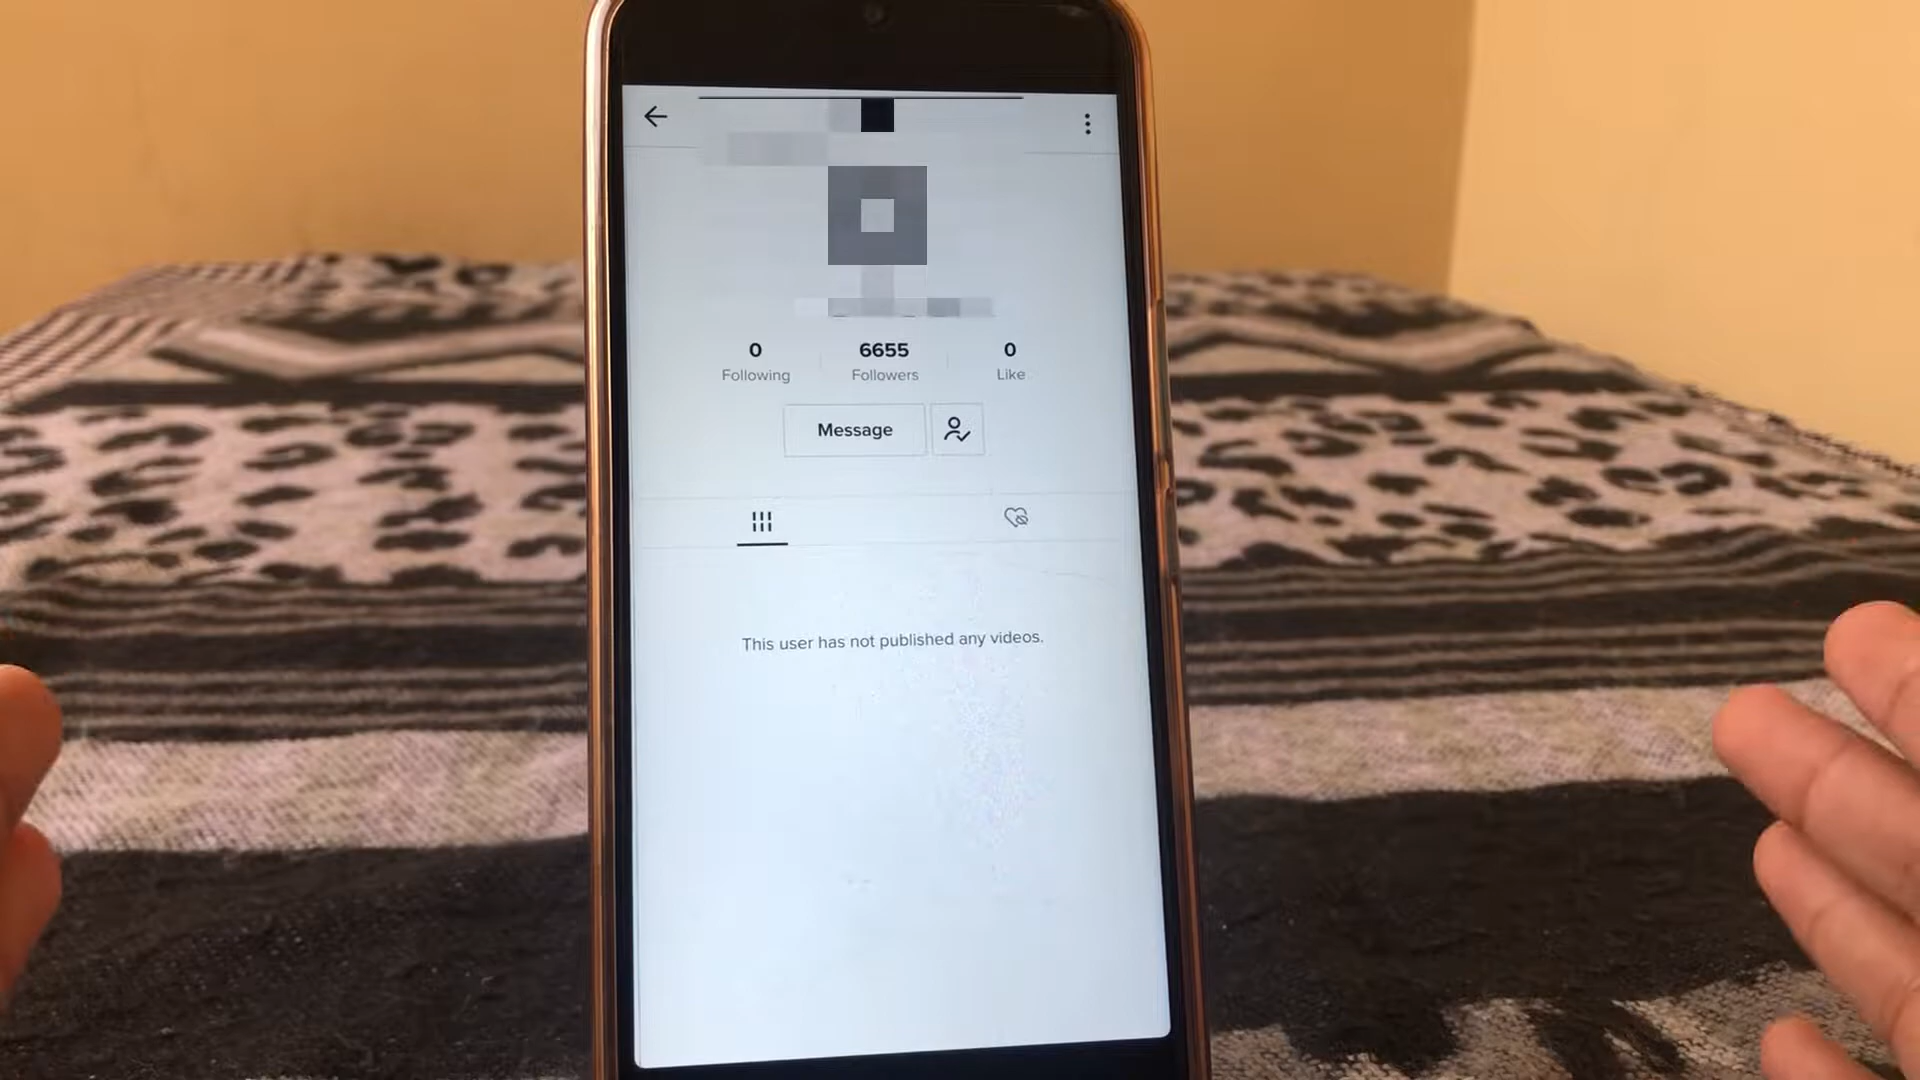 0 6655 0
Following Followers Like
Message
This user has not published any videos.